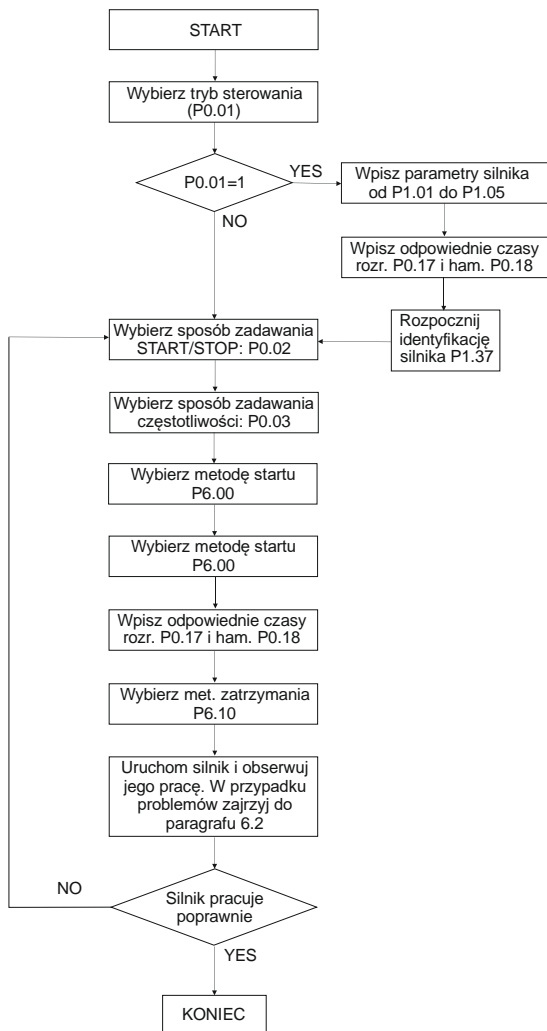 START
Wybierz tryb sterowania
(P0.01)
P0.01=1
YES
Wpisz parametry silnika
od P1.01 do P1.05
NO
Wpisz odpowiednie czasy
rozr. P0.17 i ham. P0.18
Rozpocznij
identyfikację
silnika P1.37
Wybierz sposób zadawania
START/STOP: P0.02
Wybierz sposób zadawania
częstotliwości: P0.03
Wybierz metodę startu
P6.00
Wybierz metodę startu
P6.00
Wpisz odpowiednie czasy
rozr. P0.17 i ham. P0.18
Wybierz met. zatrzymania
P6.10
Uruchom silnik i obserwuj
jego pracę. W przypadku
problemów zajrzyj do
paragrafu 6.2
NO
Silnik pracuje
poprawnie
YES
KONIEC